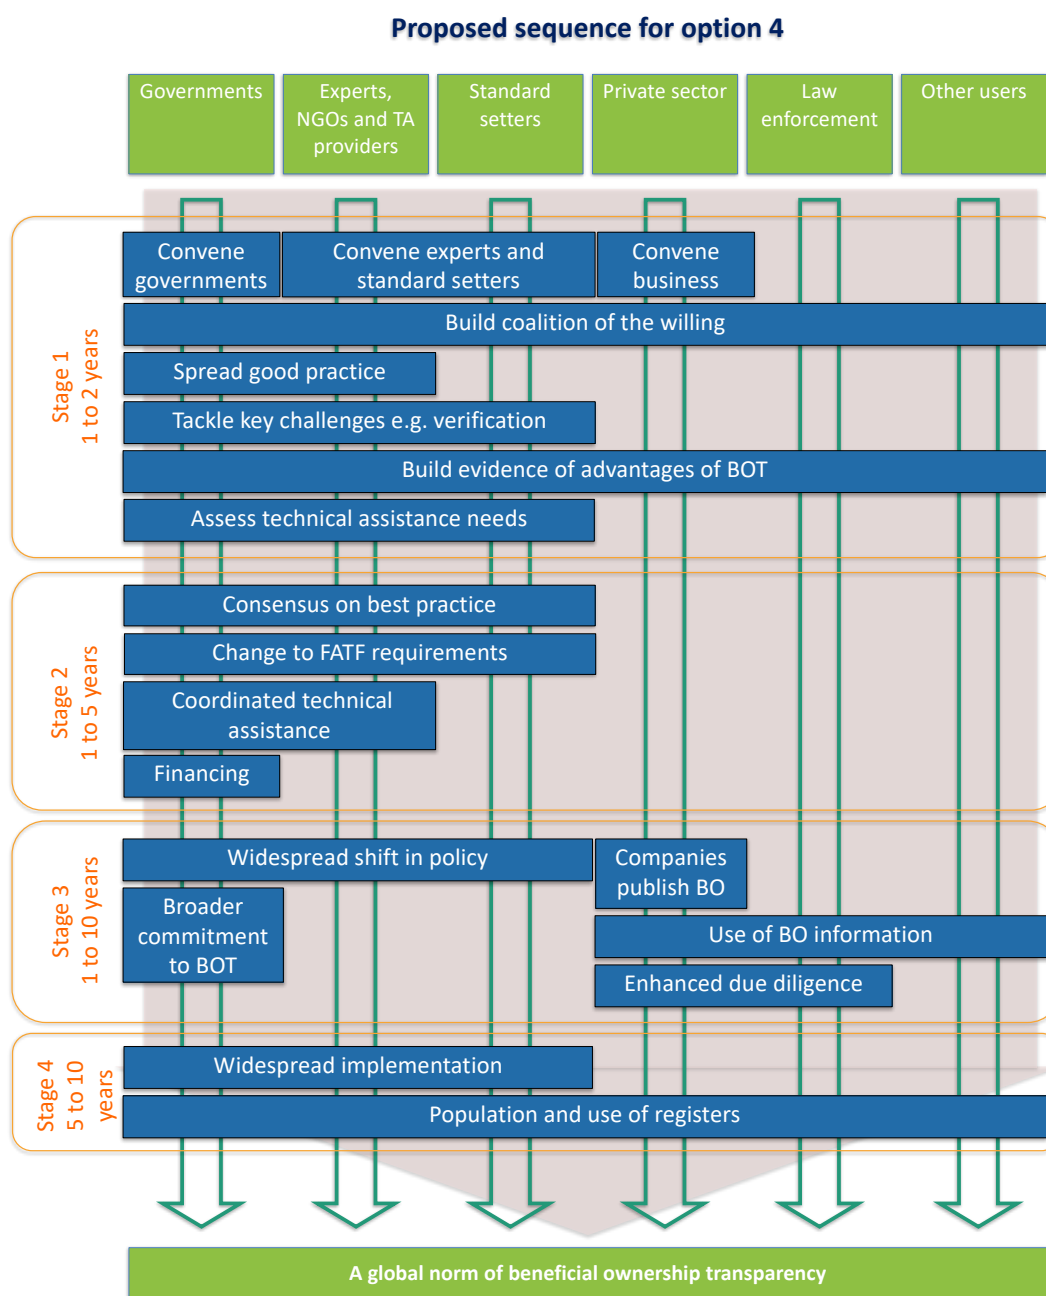 Proposed sequence for option 4
Governments
Experts,
NGOs and TA
providers
Standard
setters
Private sector
Law
enforcement
Other users
Stage 1
1 to 2 years
Convene
governments
Convene experts and
standard setters
Convene
business
Build coalition of the willing
Spread good practice
Tackle key challenges e.g. verification
Build evidence of advantages of BOT
Assess technical assistance needs
Stage 2
1 to 5 years
Consensus on best practice
Change to FATF requirements
Coordinated technical
assistance
Financing
Stage 3
1 to 10 years
Widespread shift in policy
Companies
publish BO
Broader
commitment
to BOT
Use of BO information
Enhanced due diligence
Stage 4
5 to 10
years
Widespread implementation
Population and use of registers
A global norm of beneficial ownership transparency